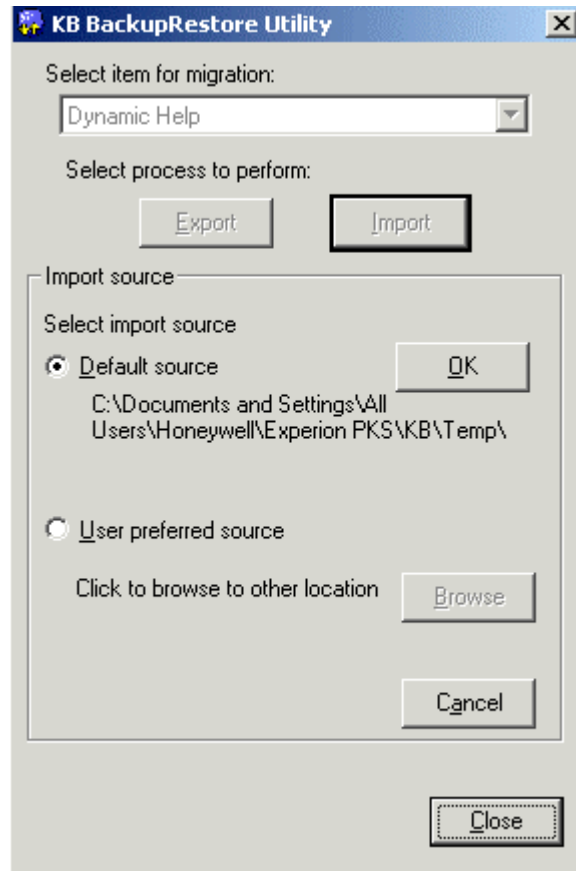 KB BackupRestore Utility
Select item for migration:
Dynamic Help
Select process to perform:
Export
Import
Import source
Select import source
Default source
OK
C:\Documents and Settings\All
Users\Honeywell\Experion PKS\KB\Temp\
User preferred source
Click to browse to other location
Browse
Cancel
Close